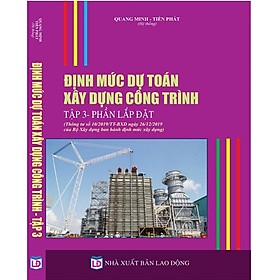 QUANG MINH - TIẾN PHÁT
(Hệ thống)
ĐỊNH MỨC DỰ TOÁN
XÂY DỰNG CÔNG TRÌNH
TẬP 3- PHẦN LẮP ĐẶT
(Thông tư số 10/2019/TT-BXD ngày 26/12/2019
của Bộ Xây dựng ban hành định mức xây dựng)
NHÀ XUẤT BẢN LAO ĐỘNG
ĐỊNH MỨC DỰ TOÁN XÂY DỰNG CÔNG TRÌNH - TẬP 3